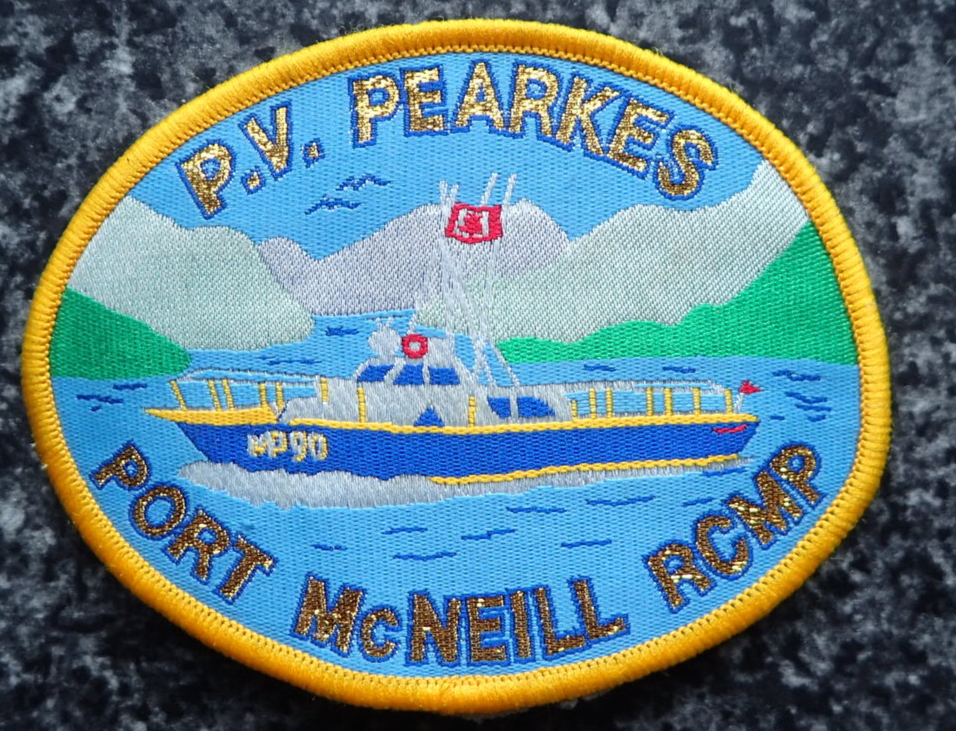 P.V. PEARKES
MP90
PORT McNEILL RCMP